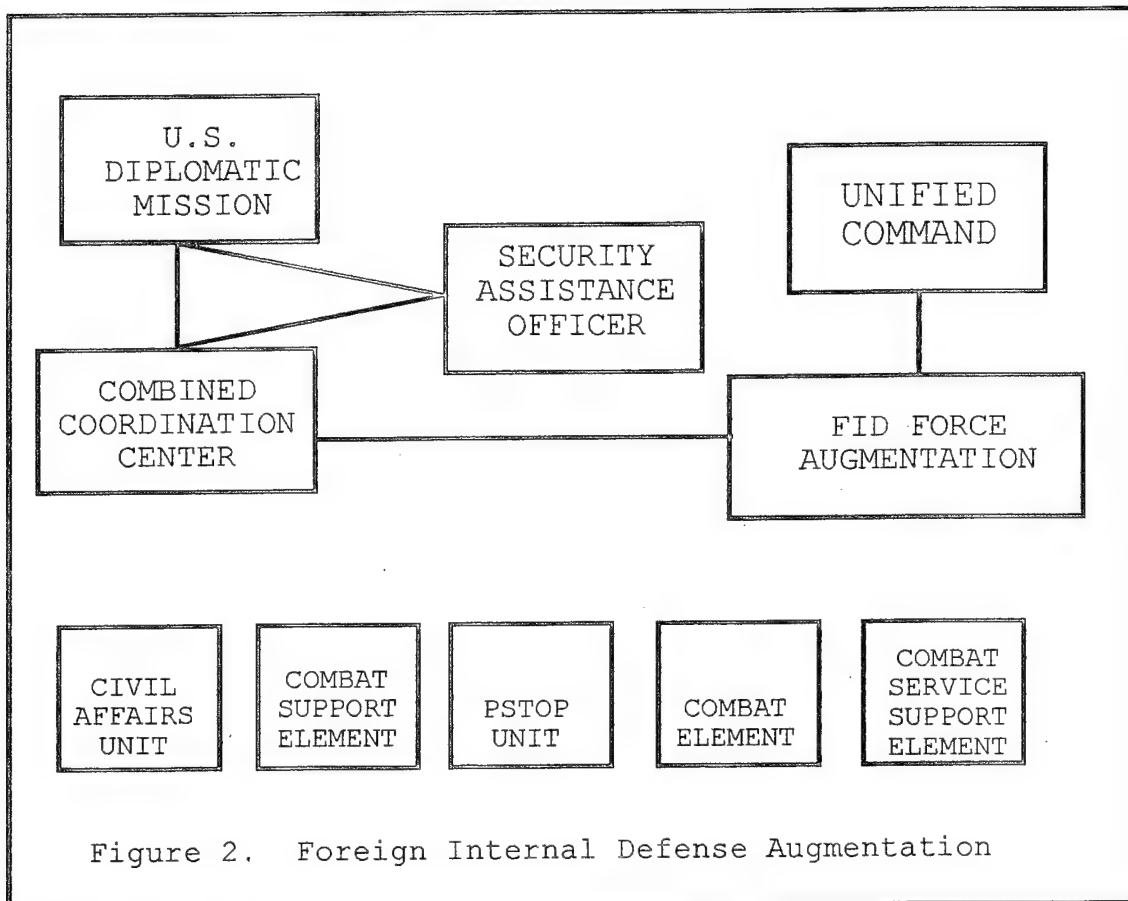 U.S.
DIPLOMATIC
MISSION
UNIFIED
COMMAND
SECURITY
ASSISTANCE
OFFICER
COMBINED
COORDINATION
CENTER
FID FORCE
AUGMENTATION
CIVIL
AFFAIRS
UNIT
COMBAT
SUPPORT
ELEMENT
PSTOP
UNIT
COMBAT
ELEMENT
COMBAT
SERVICE
SUPPORT
ELEMENT
Figure 2. Foreign Internal Defense Augmentation